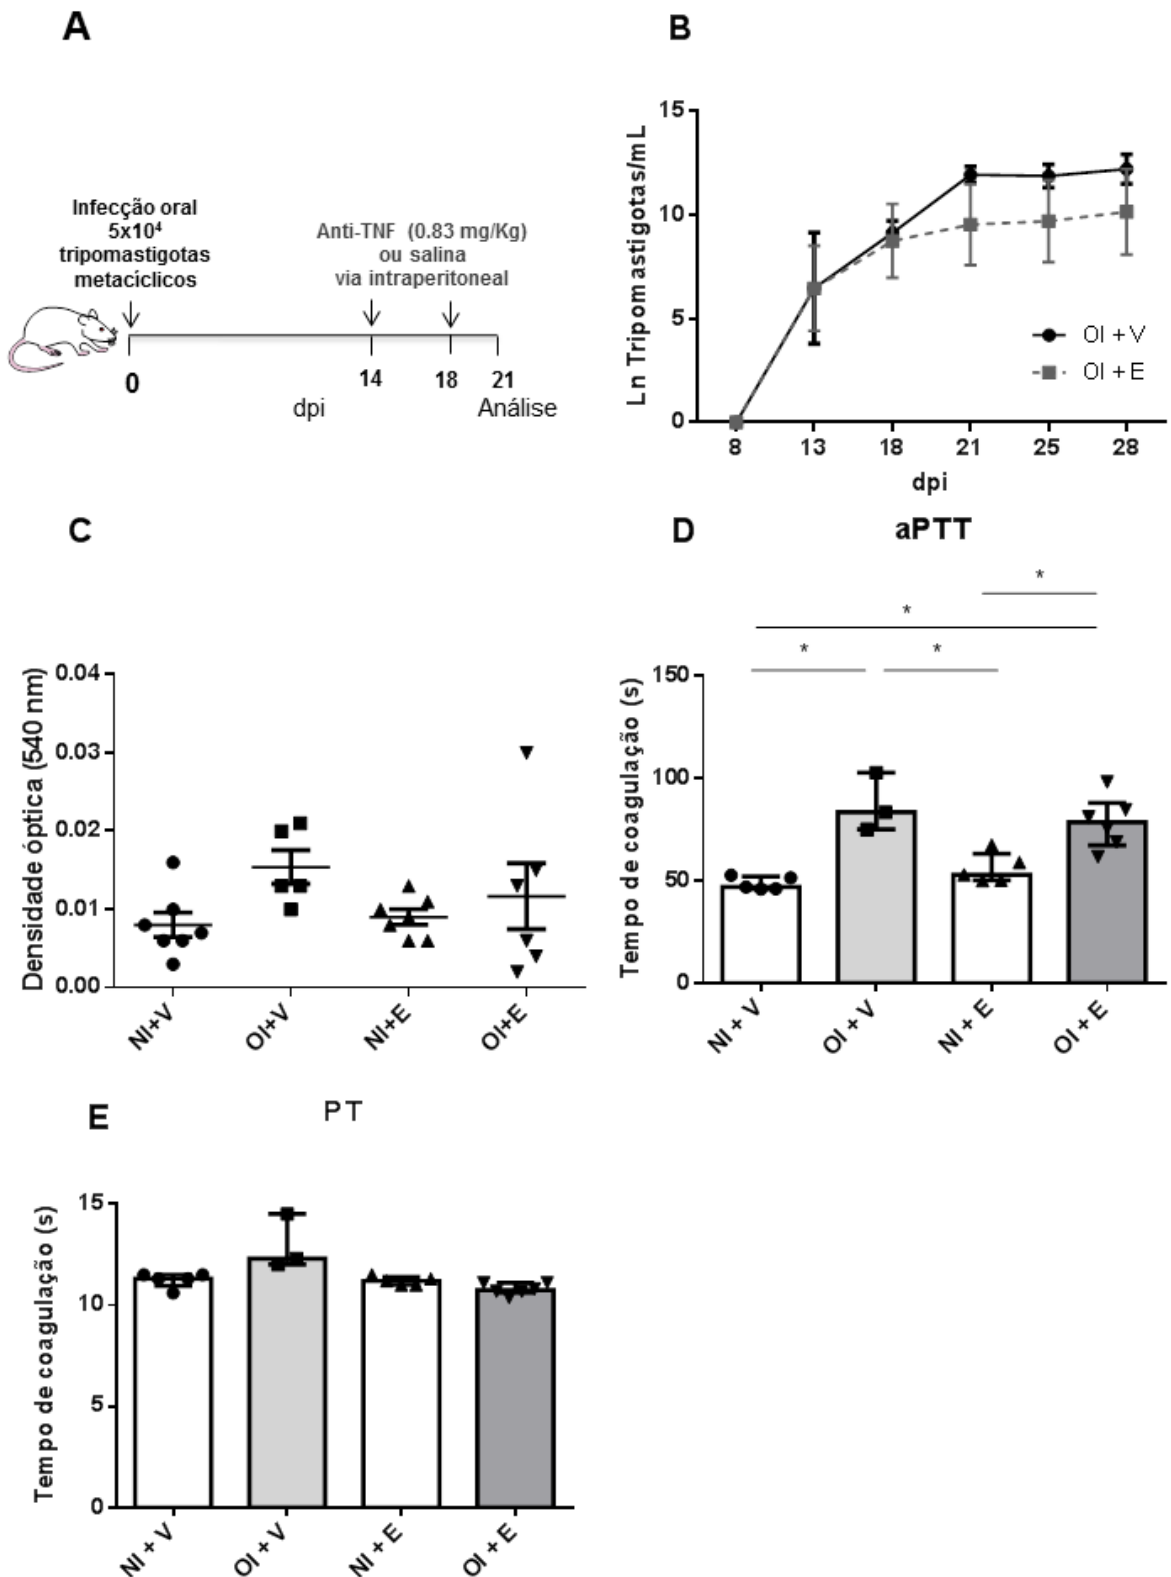 A
Infecção oral
5x10⁴
tripomastigotas
metacíclicos
Anti-TNF (0.83 mg/Kg)
ou salina
via intraperitoneal
0
14
18
21
dpi
Análise
B
Ln Tripomastigotas/mL
15
10
5
0
8
13
18
21
25
28
dpi
OI + V
OI + E
C
Densidade óptica (540 nm)
0.04
0.03
0.02
0.01
0.00
NI+V
OI+V
NI+E
OI+E
D
aPTT
*
*
*
*
Tempo de coagulação (s)
150
100
50
0
NI + V
OI + V
NI + E
OI + E
E
PT
Tempo de coagulação (s)
15
10
5
0
NI + V
OI + V
NI + E
OI + E